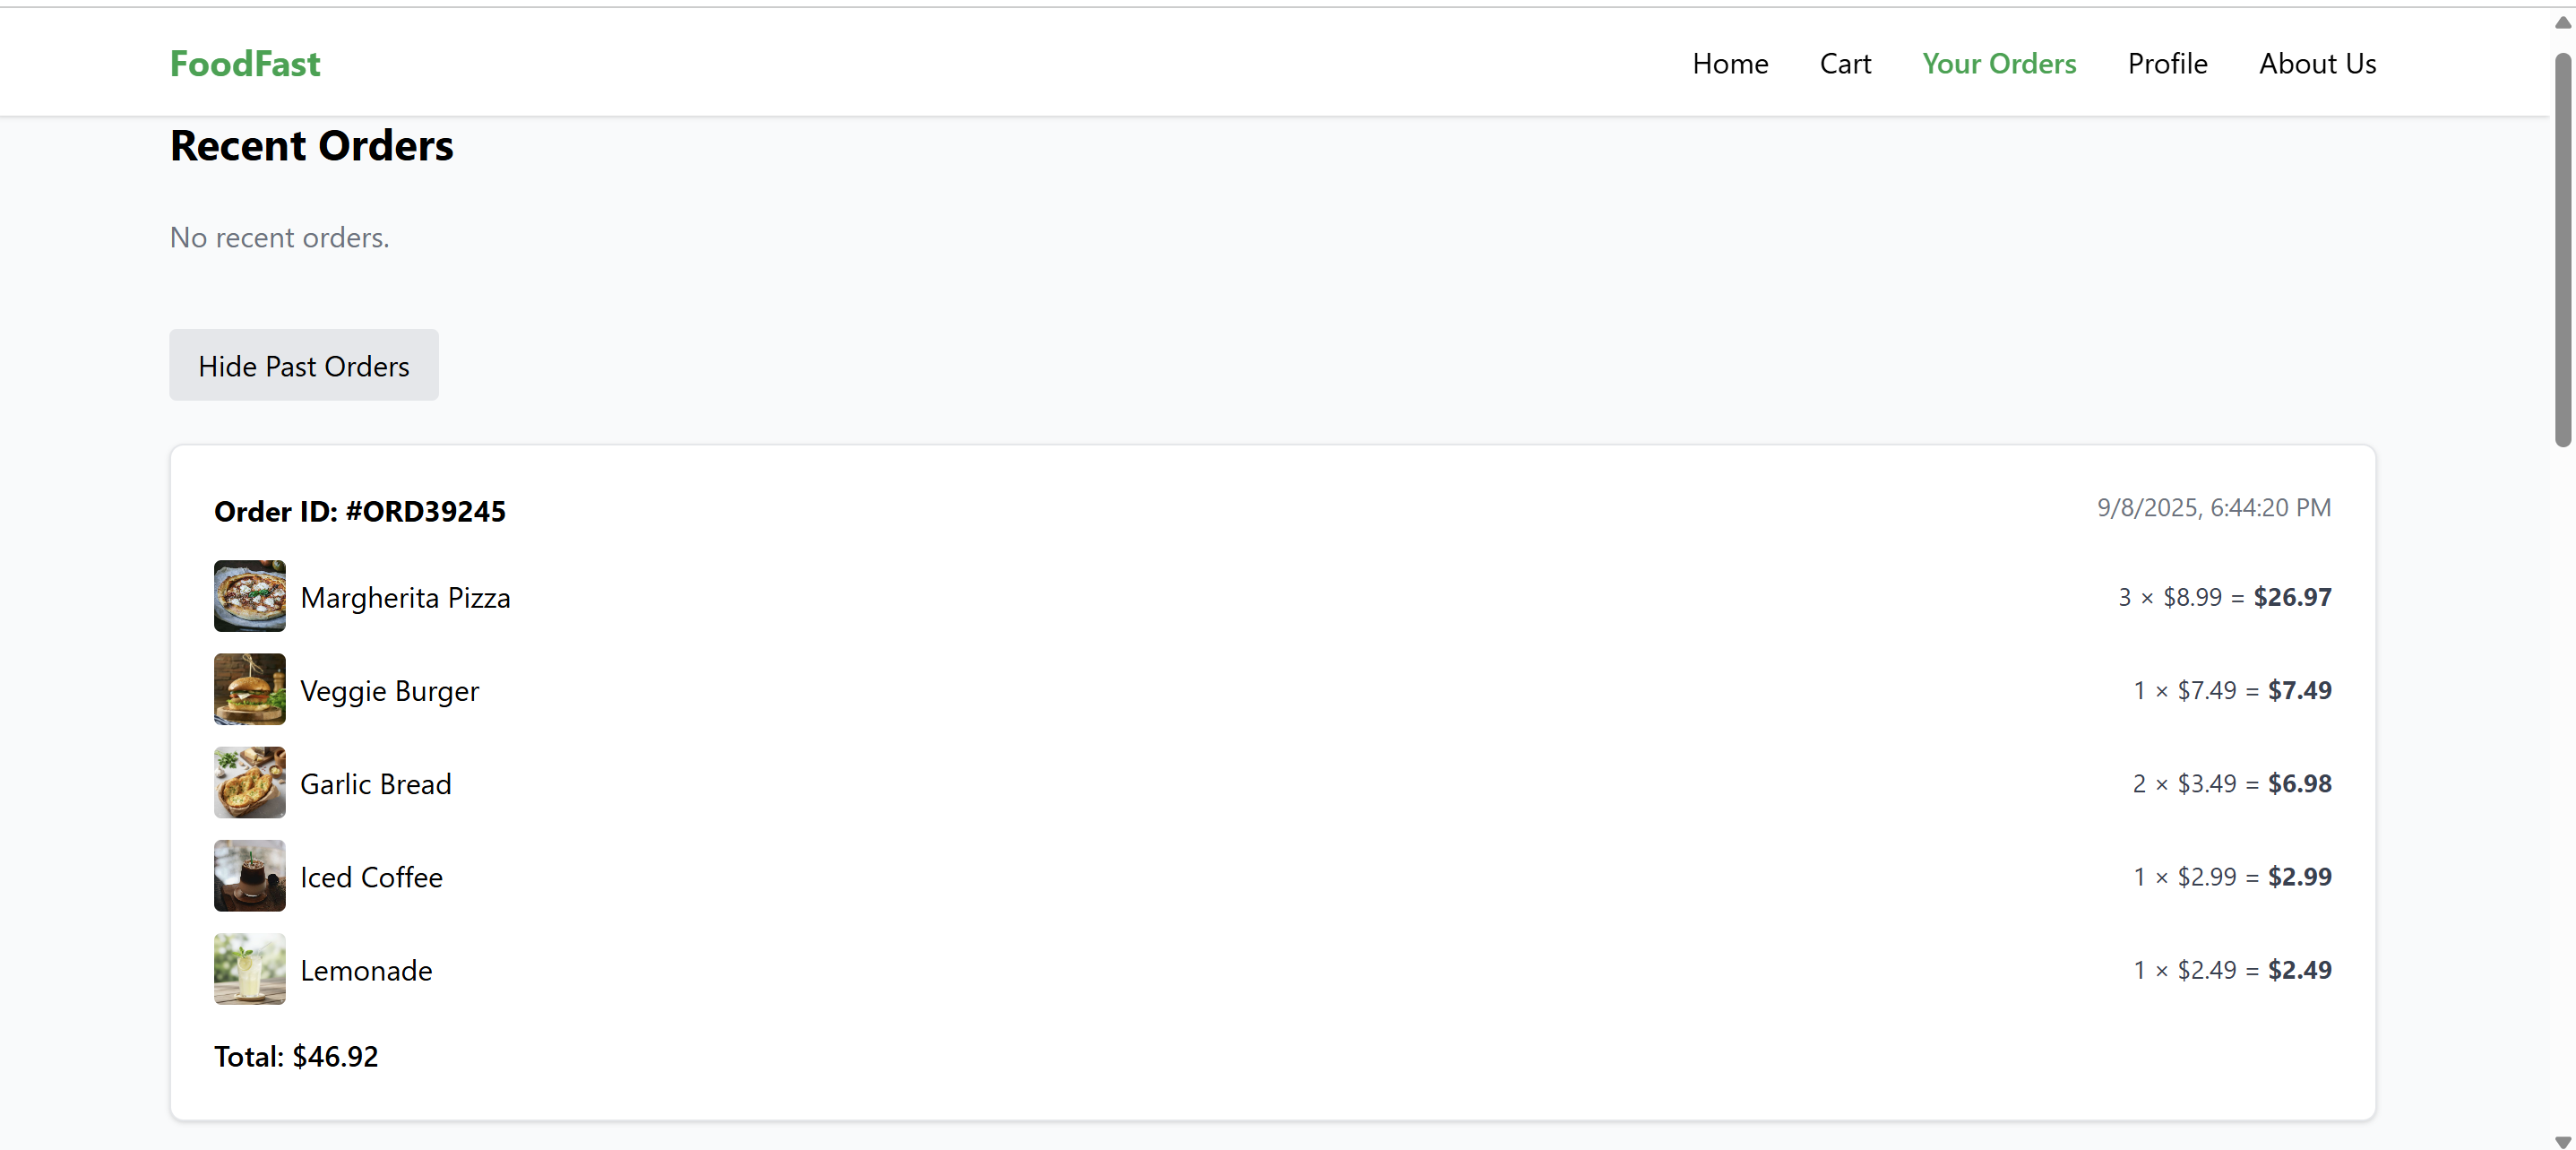 FoodFast Home Cart Your Orders Profile About Us
Recent Orders
No recent orders.
Hide Past Orders
Order ID: #ORD39245 9/8/2025, 6:44:20 PM
Margherita Pizza 3 × $8.99 = $26.97
Veggie Burger 1 × $7.49 = $7.49
Garlic Bread 2 × $3.49 = $6.98
Iced Coffee 1 × $2.99 = $2.99
Lemonade 1 × $2.49 = $2.49
Total: $46.92